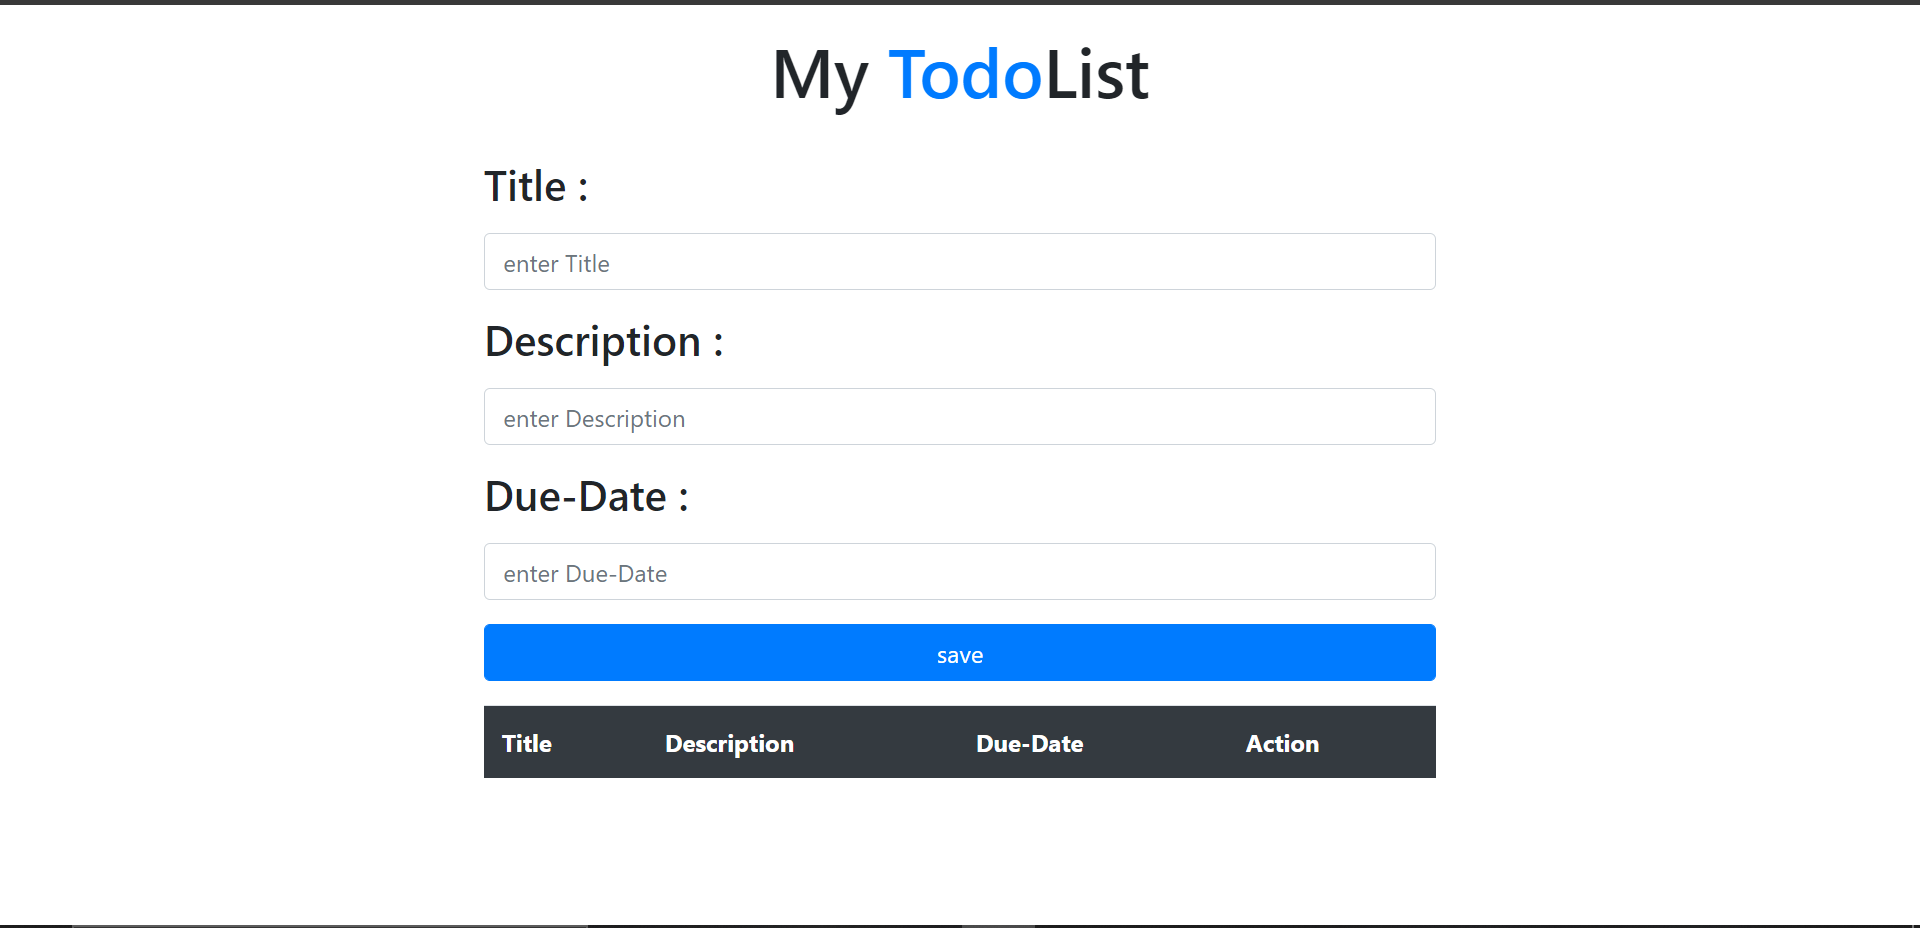 My TodoList
Title :
enter Title
Description :
enter Description
Due-Date :
enter Due-Date
save
Title Description Due-Date Action